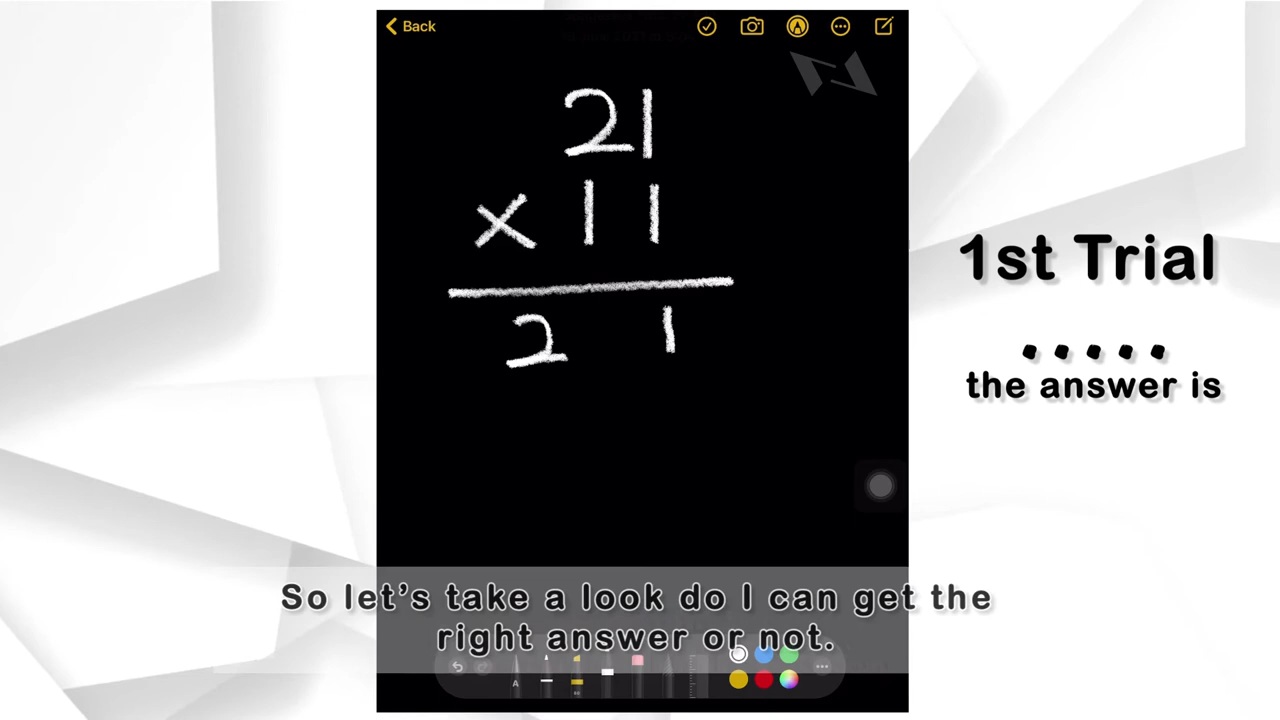 Back
21
× 11
2 1
1st Trial
.....
the answer is
So let's take a look do I can get the
right answer or not.
A